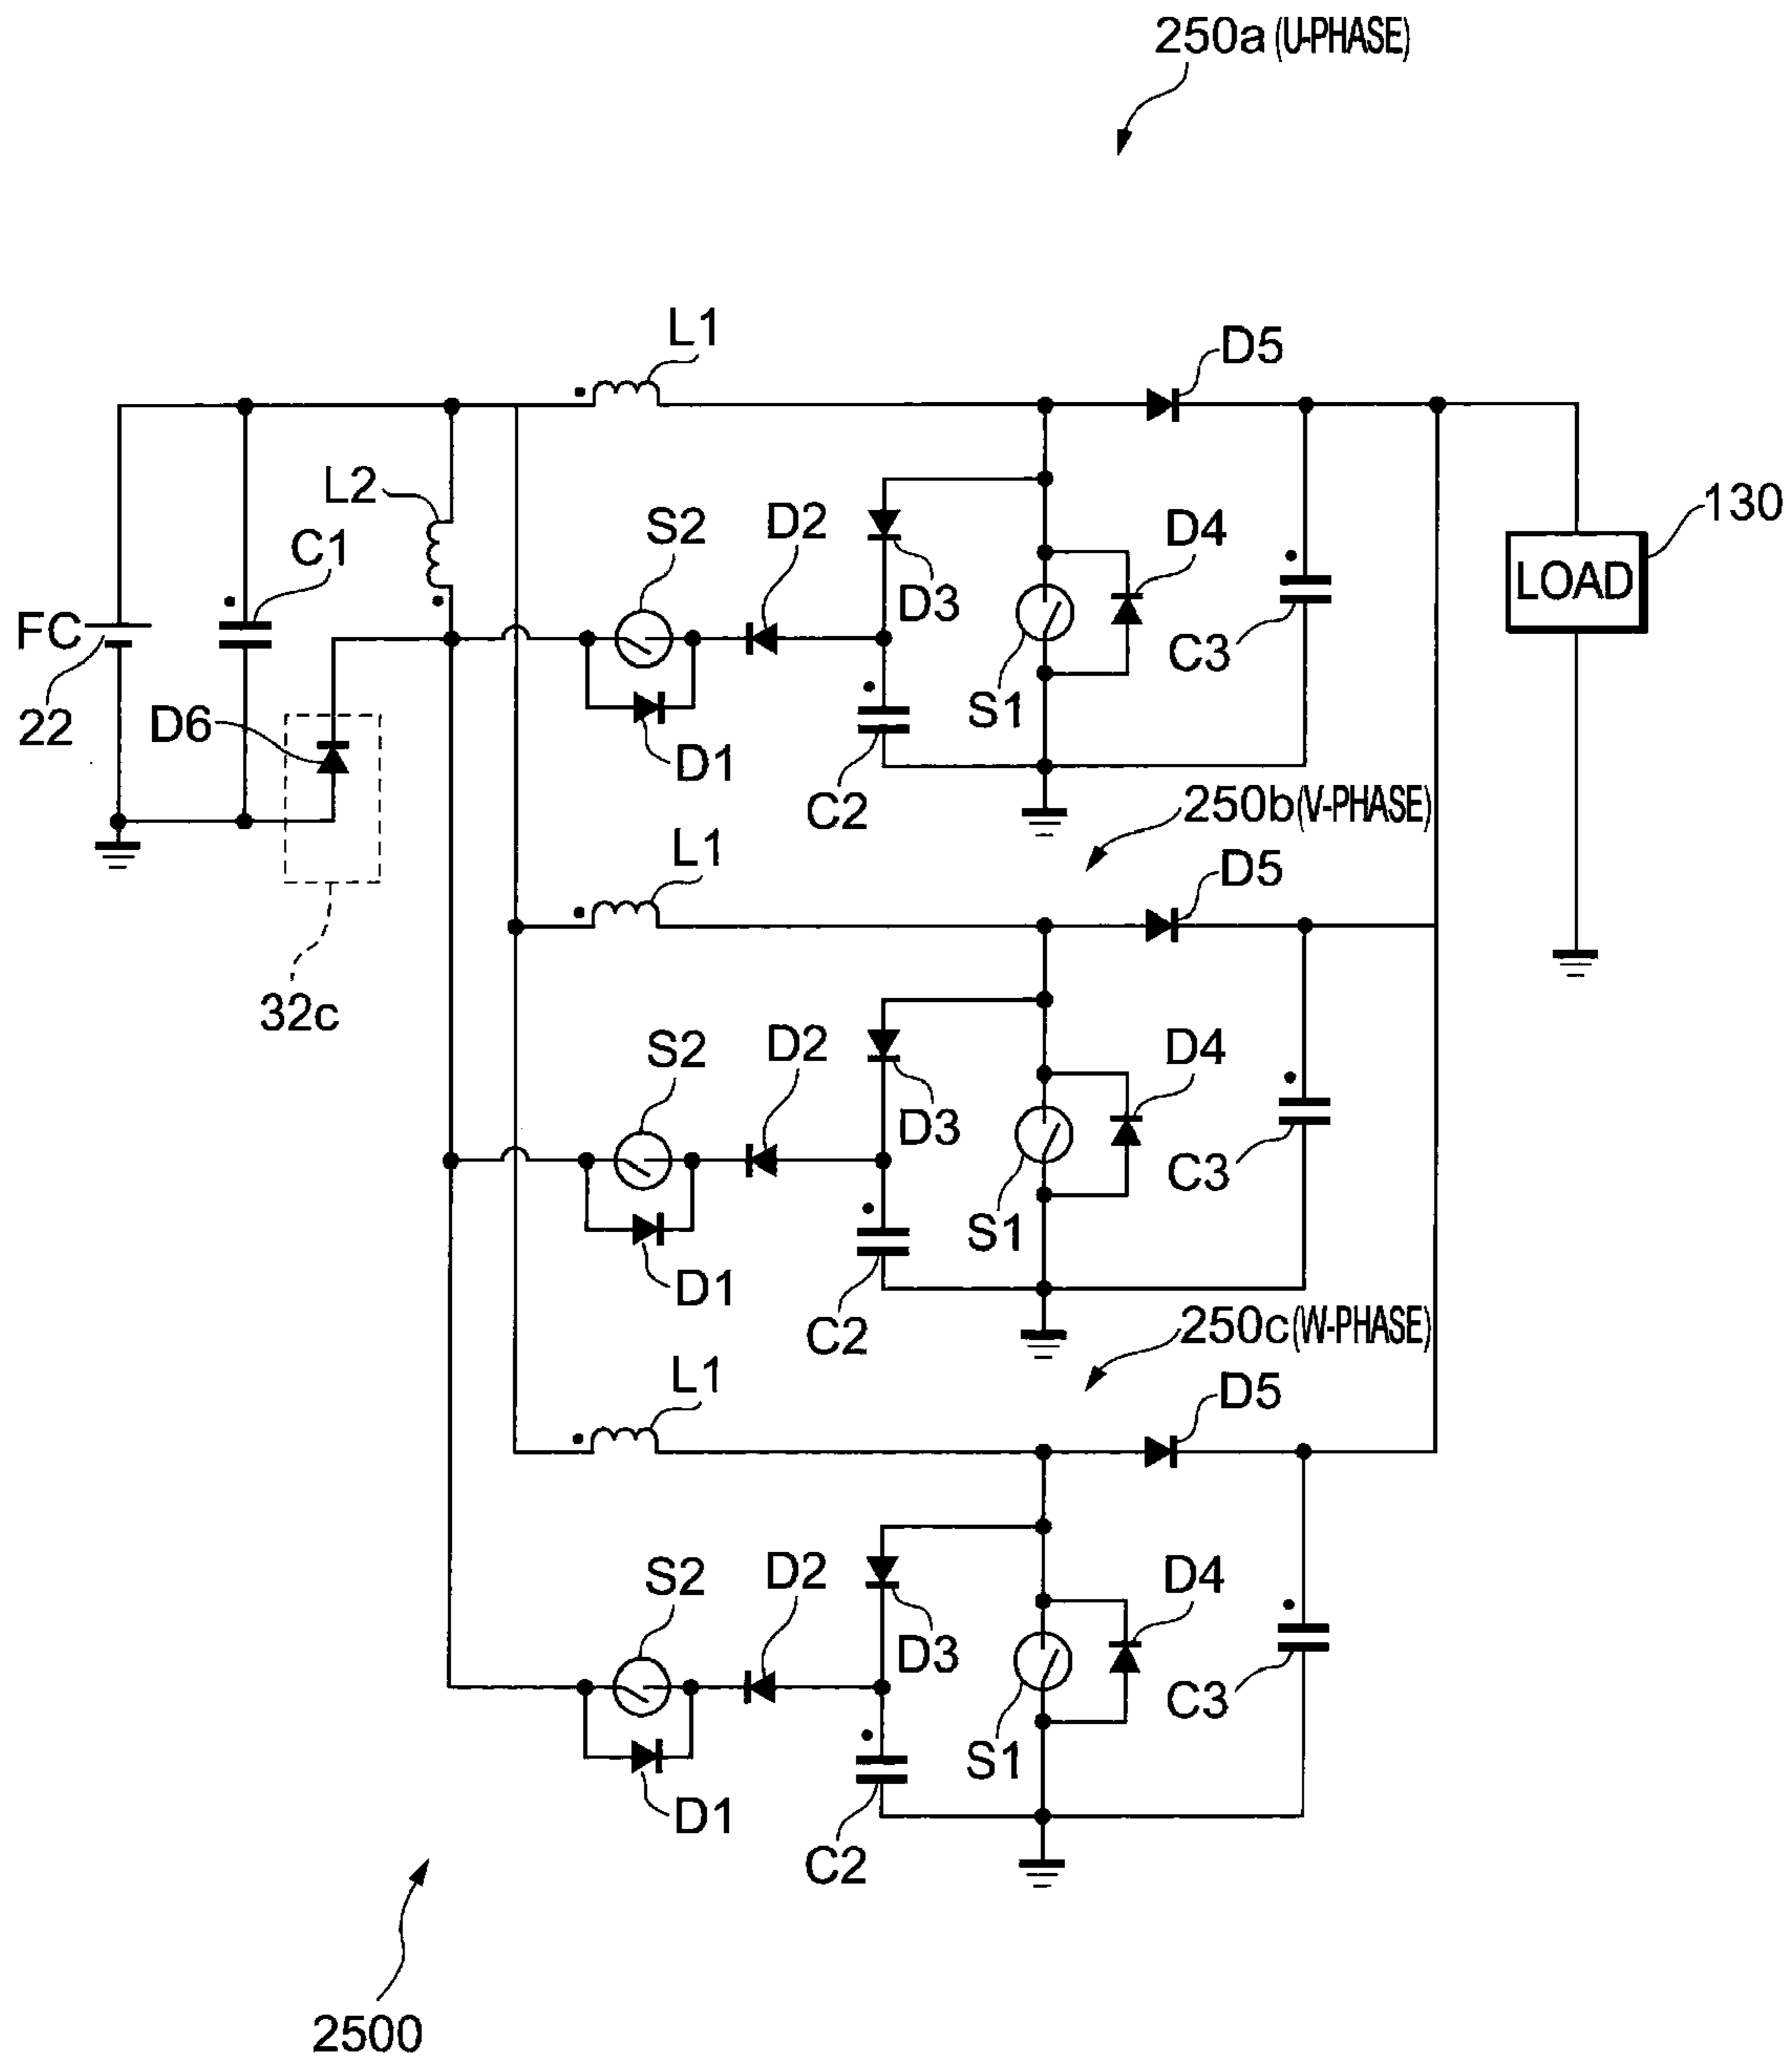 250a (U-PHASE)
L1
D5
L2
C1
S2
D2
D4
130
LOAD
FC
D3
C3
22
D6
S1
D1
C2
250b (V-PHASE)
L1
D5
32c
S2
D2
D4
D3
C3
S1
D1
C2
250c (W-PHASE)
L1
D5
S2
D2
D4
D3
C3
S1
D1
C2
2500